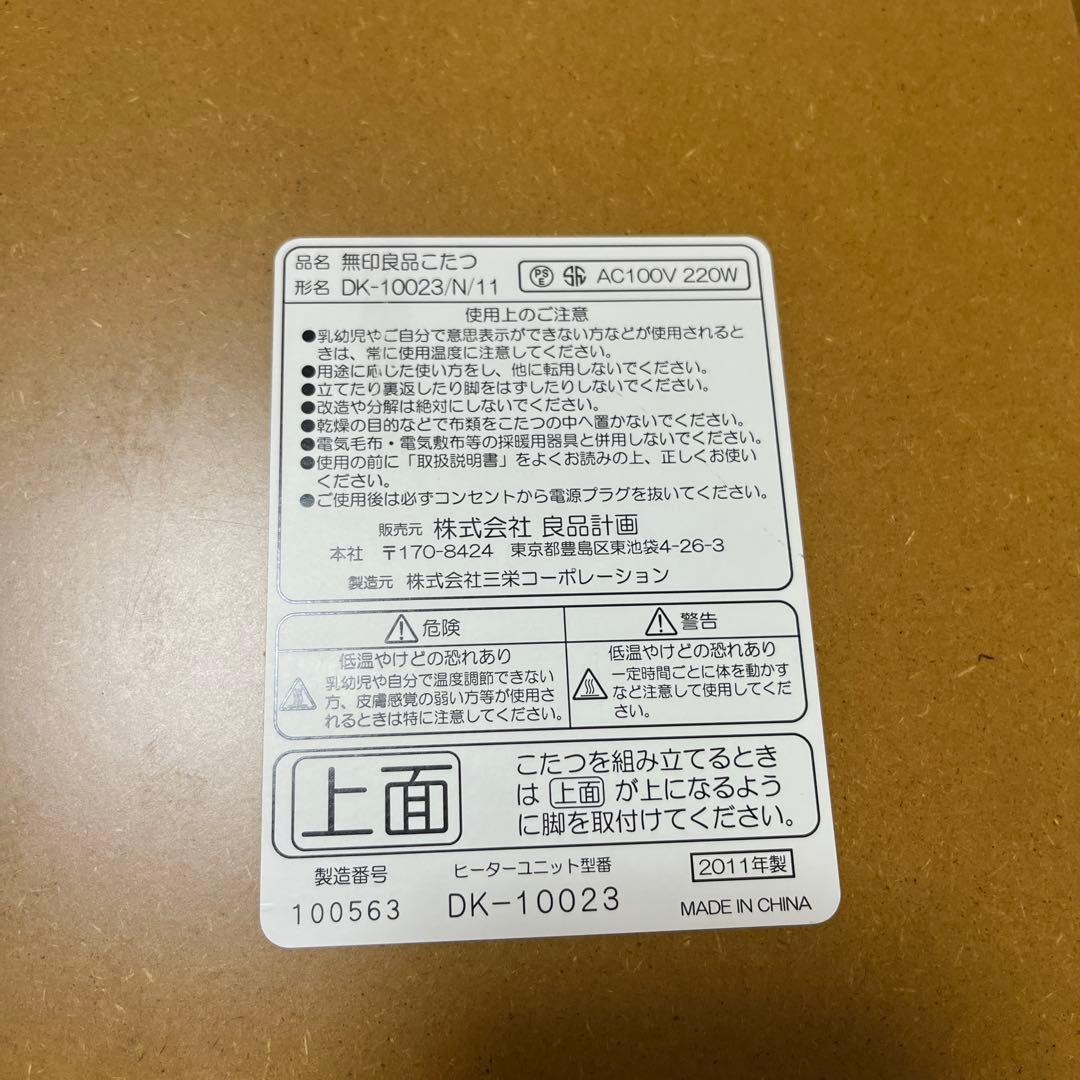 品名 無印良品こたつ
形名 DK-10023/N/11
PSE AC100V 220W
使用上のご注意
●乳幼児やご自分で意思表示ができない方などが使用されると
きは、常に使用温度に注意してください。
●用途に応じた使い方をし、他に転用しないでください。
●立てたり裏返したり脚をはずしたりしないでください。
●改造や分解は絶対にしないでください。
●乾燥の目的などで布類をこたつの中へ置かないでください。
●電気毛布・電気敷布等の採暖用器具と併用しないでください。
●使用の前に「取扱説明書」をよくお読みの上、正しくお使い
ください。
●ご使用後は必ずコンセントから電源プラグを抜いてください。
販売元 株式会社 良品計画
本社 〒170-8424 東京都豊島区東池袋4-26-3
製造元 株式会社三栄コーポレーション
危険
低温やけどの恐れあり
乳幼児や自分で温度調節できない
方、皮膚感覚の弱い方等が使用さ
れるときは特に注意してください。
警告
低温やけどの恐れあり
一定時間ごとに体を動かす
など注意して使用してくだ
さい。
上面
こたつを組み立てるとき
は 上面 が上になるよう
に脚を取付けてください。
製造番号
100563
ヒーターユニット型番
DK-10023
2011年製
MADE IN CHINA